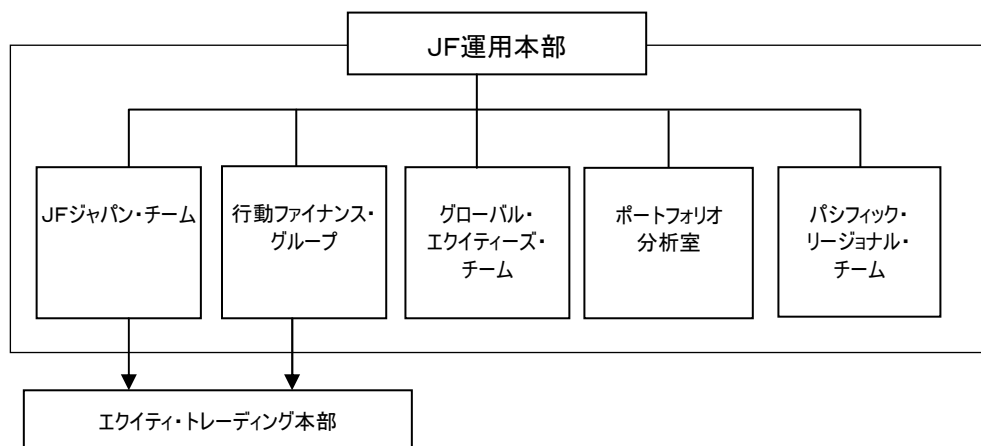 JF運用本部
JFジャパン・チーム
行動ファイナンス・
グループ
グローバル・
エクイティーズ・
チーム
ポートフォリオ
分析室
パシフィック・
リージョナル・
チーム
エクイティ・トレーディング本部